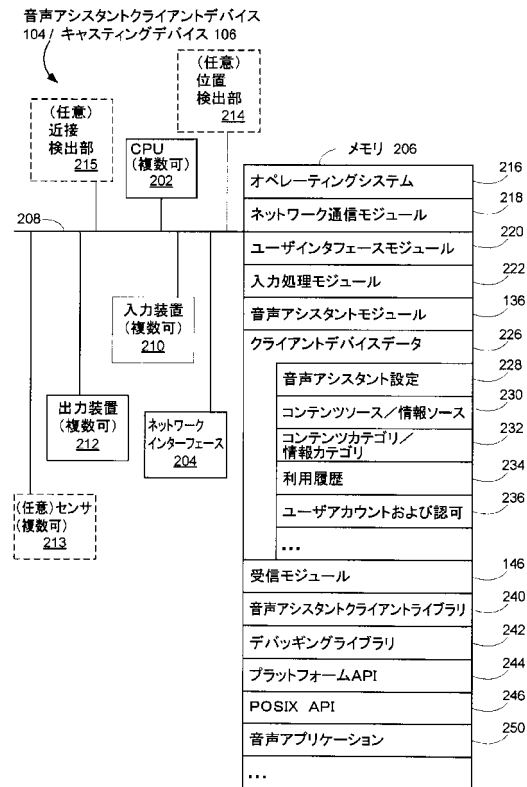 音声アシスタントクライアントデバイス
104 / キャスティングデバイス 106
(任意)
近接
検出部
215
(任意)
位置
検出部
214
CPU
(複数可)
202
208
入力装置
(複数可)
210
出力装置
(複数可)
212
ネットワーク
インターフェース
204
(任意)センサ
(複数可)
213
メモリ 206
オペレーティングシステム
216
ネットワーク通信モジュール
218
ユーザインタフェースモジュール
220
入力処理モジュール
222
音声アシスタントモジュール
136
クライアントデバイスデータ
226
音声アシスタント設定
228
コンテンツソース/情報ソース
230
コンテンツカテゴリ/
情報カテゴリ
232
利用履歴
234
ユーザアカウントおよび認可
236
...
受信モジュール
146
音声アシスタントクライアントライブラリ
240
デバッギングライブラリ
242
プラットフォームAPI
244
POSIX API
246
音声アプリケーション
250
...